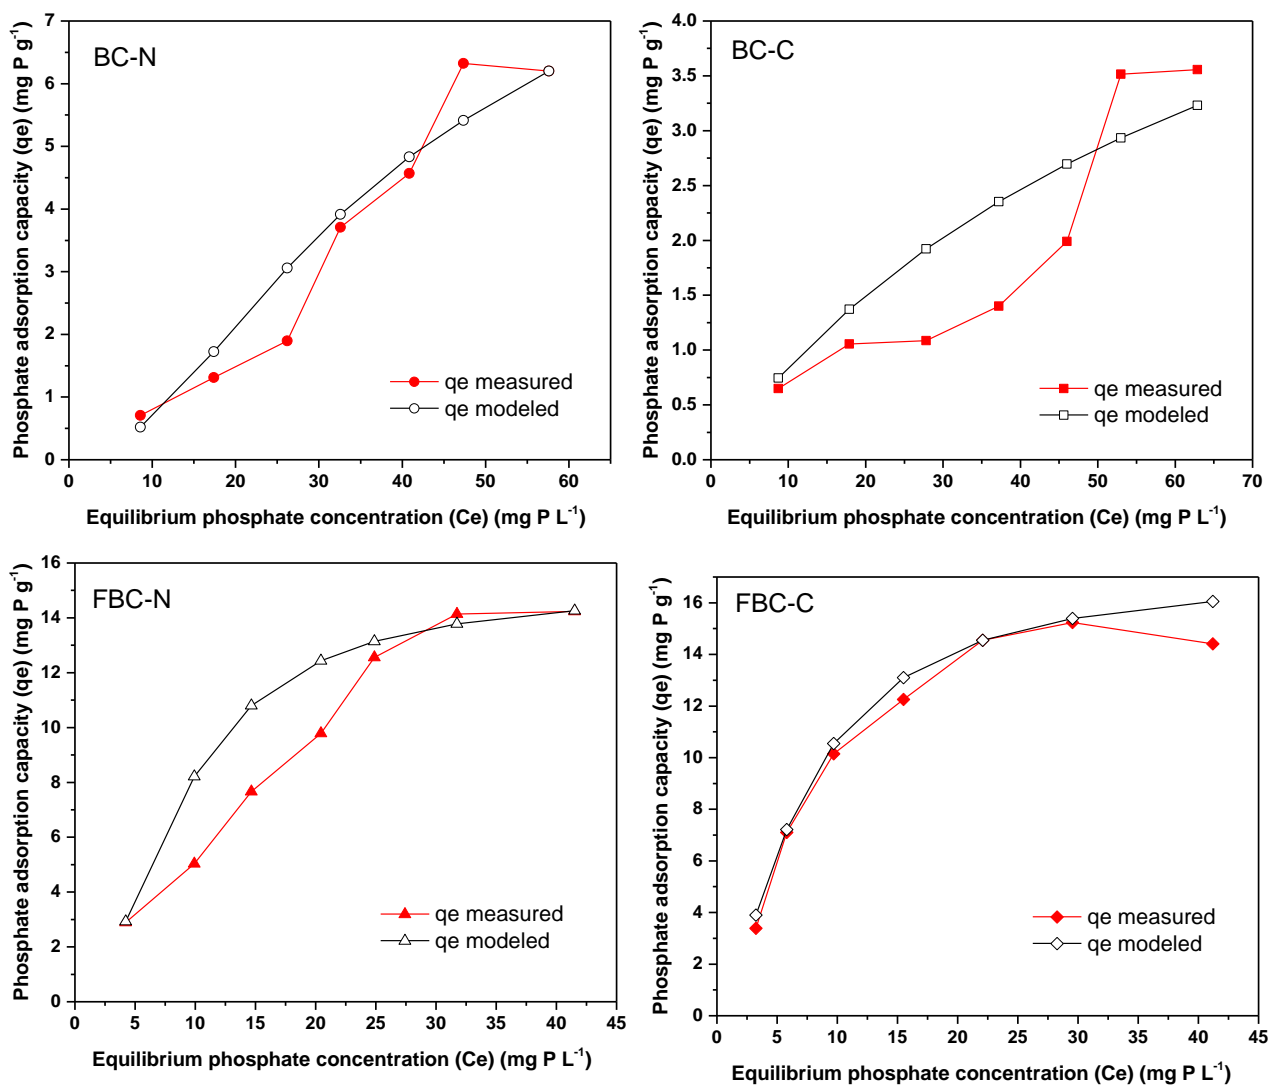 BC-N
Phosphate adsorption capacity (qe) (mg P g⁻¹)
7
6
5
4
3
2
1
0
qe measured
qe modeled
0 10 20 30 40 50 60
Equilibrium phosphate concentration (Ce) (mg P L⁻¹)
BC-C
Phosphate adsorption capacity (qe) (mg P g⁻¹)
4.0
3.5
3.0
2.5
2.0
1.5
1.0
0.5
0.0
qe measured
qe modeled
0 10 20 30 40 50 60 70
Equilibrium phosphate concentration (Ce) (mg P L⁻¹)
FBC-N
Phosphate adsorption capacity (qe) (mg P g⁻¹)
16
14
12
10
8
6
4
2
0
qe measured
qe modeled
0 5 10 15 20 25 30 35 40 45
Equilibrium phosphate concentration (Ce) (mg P L⁻¹)
FBC-C
Phosphate adsorption capacity (qe) (mg P g⁻¹)
16
14
12
10
8
6
4
2
0
qe measured
qe modeled
0 5 10 15 20 25 30 35 40 45
Equilibrium phosphate concentration (Ce) (mg P L⁻¹)